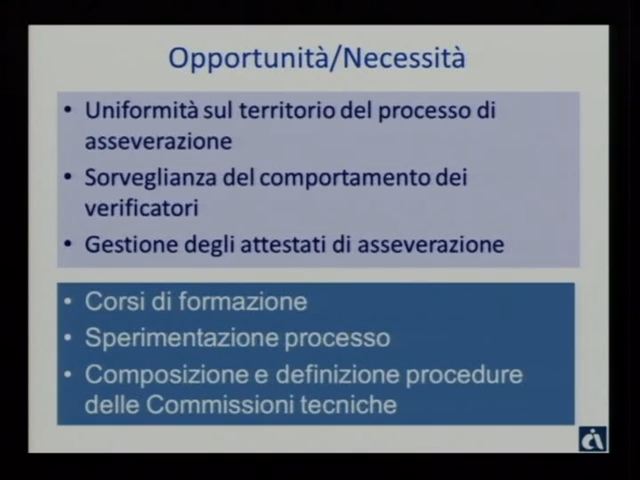 Opportunità/Necessità
• Uniformità sul territorio del processo di
asseverazione
• Sorveglianza del comportamento dei
verificatori
• Gestione degli attestati di asseverazione
• Corsi di formazione
• Sperimentazione processo
• Composizione e definizione procedure
delle Commissioni tecniche